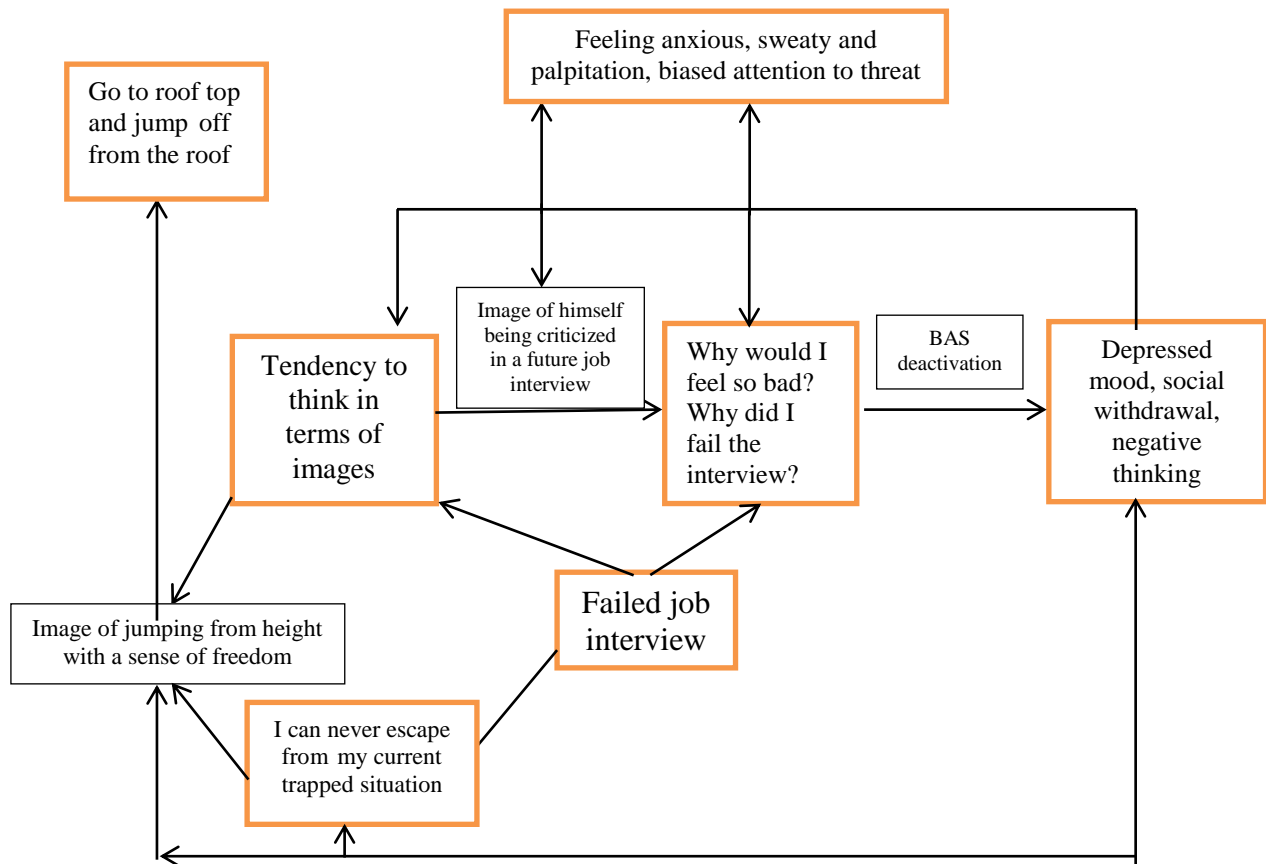 Feeling anxious, sweaty and
palpitation, biased attention to threat
Go to roof top
and jump off
from the roof
Image of himself
being criticized
in a future job
interview
Tendency to
think in
terms of
images
Why would I
feel so bad?
Why did I
fail the
interview?
BAS
deactivation
Depressed
mood, social
withdrawal,
negative
thinking
Failed job
interview
Image of jumping from height
with a sense of freedom
I can never escape
from my current
trapped situation